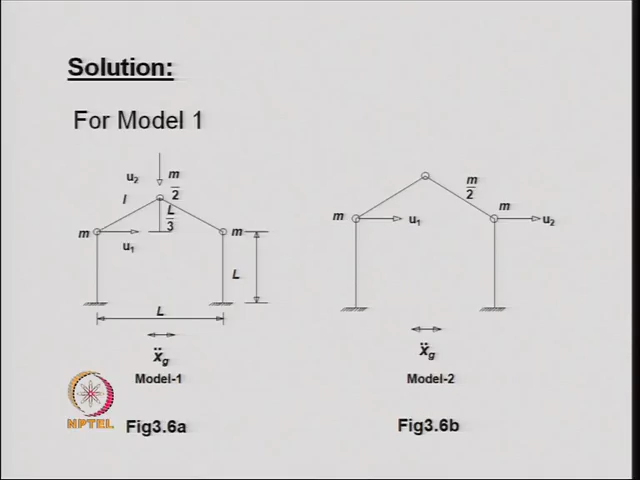 Solution:
For Model 1
u2
m/2
l
L/3
m
u1
m
L
L
ẍg
Model-1
Fig3.6a
m/2
m
m
u1
u2
ẍg
Model-2
Fig3.6b
NPTEL